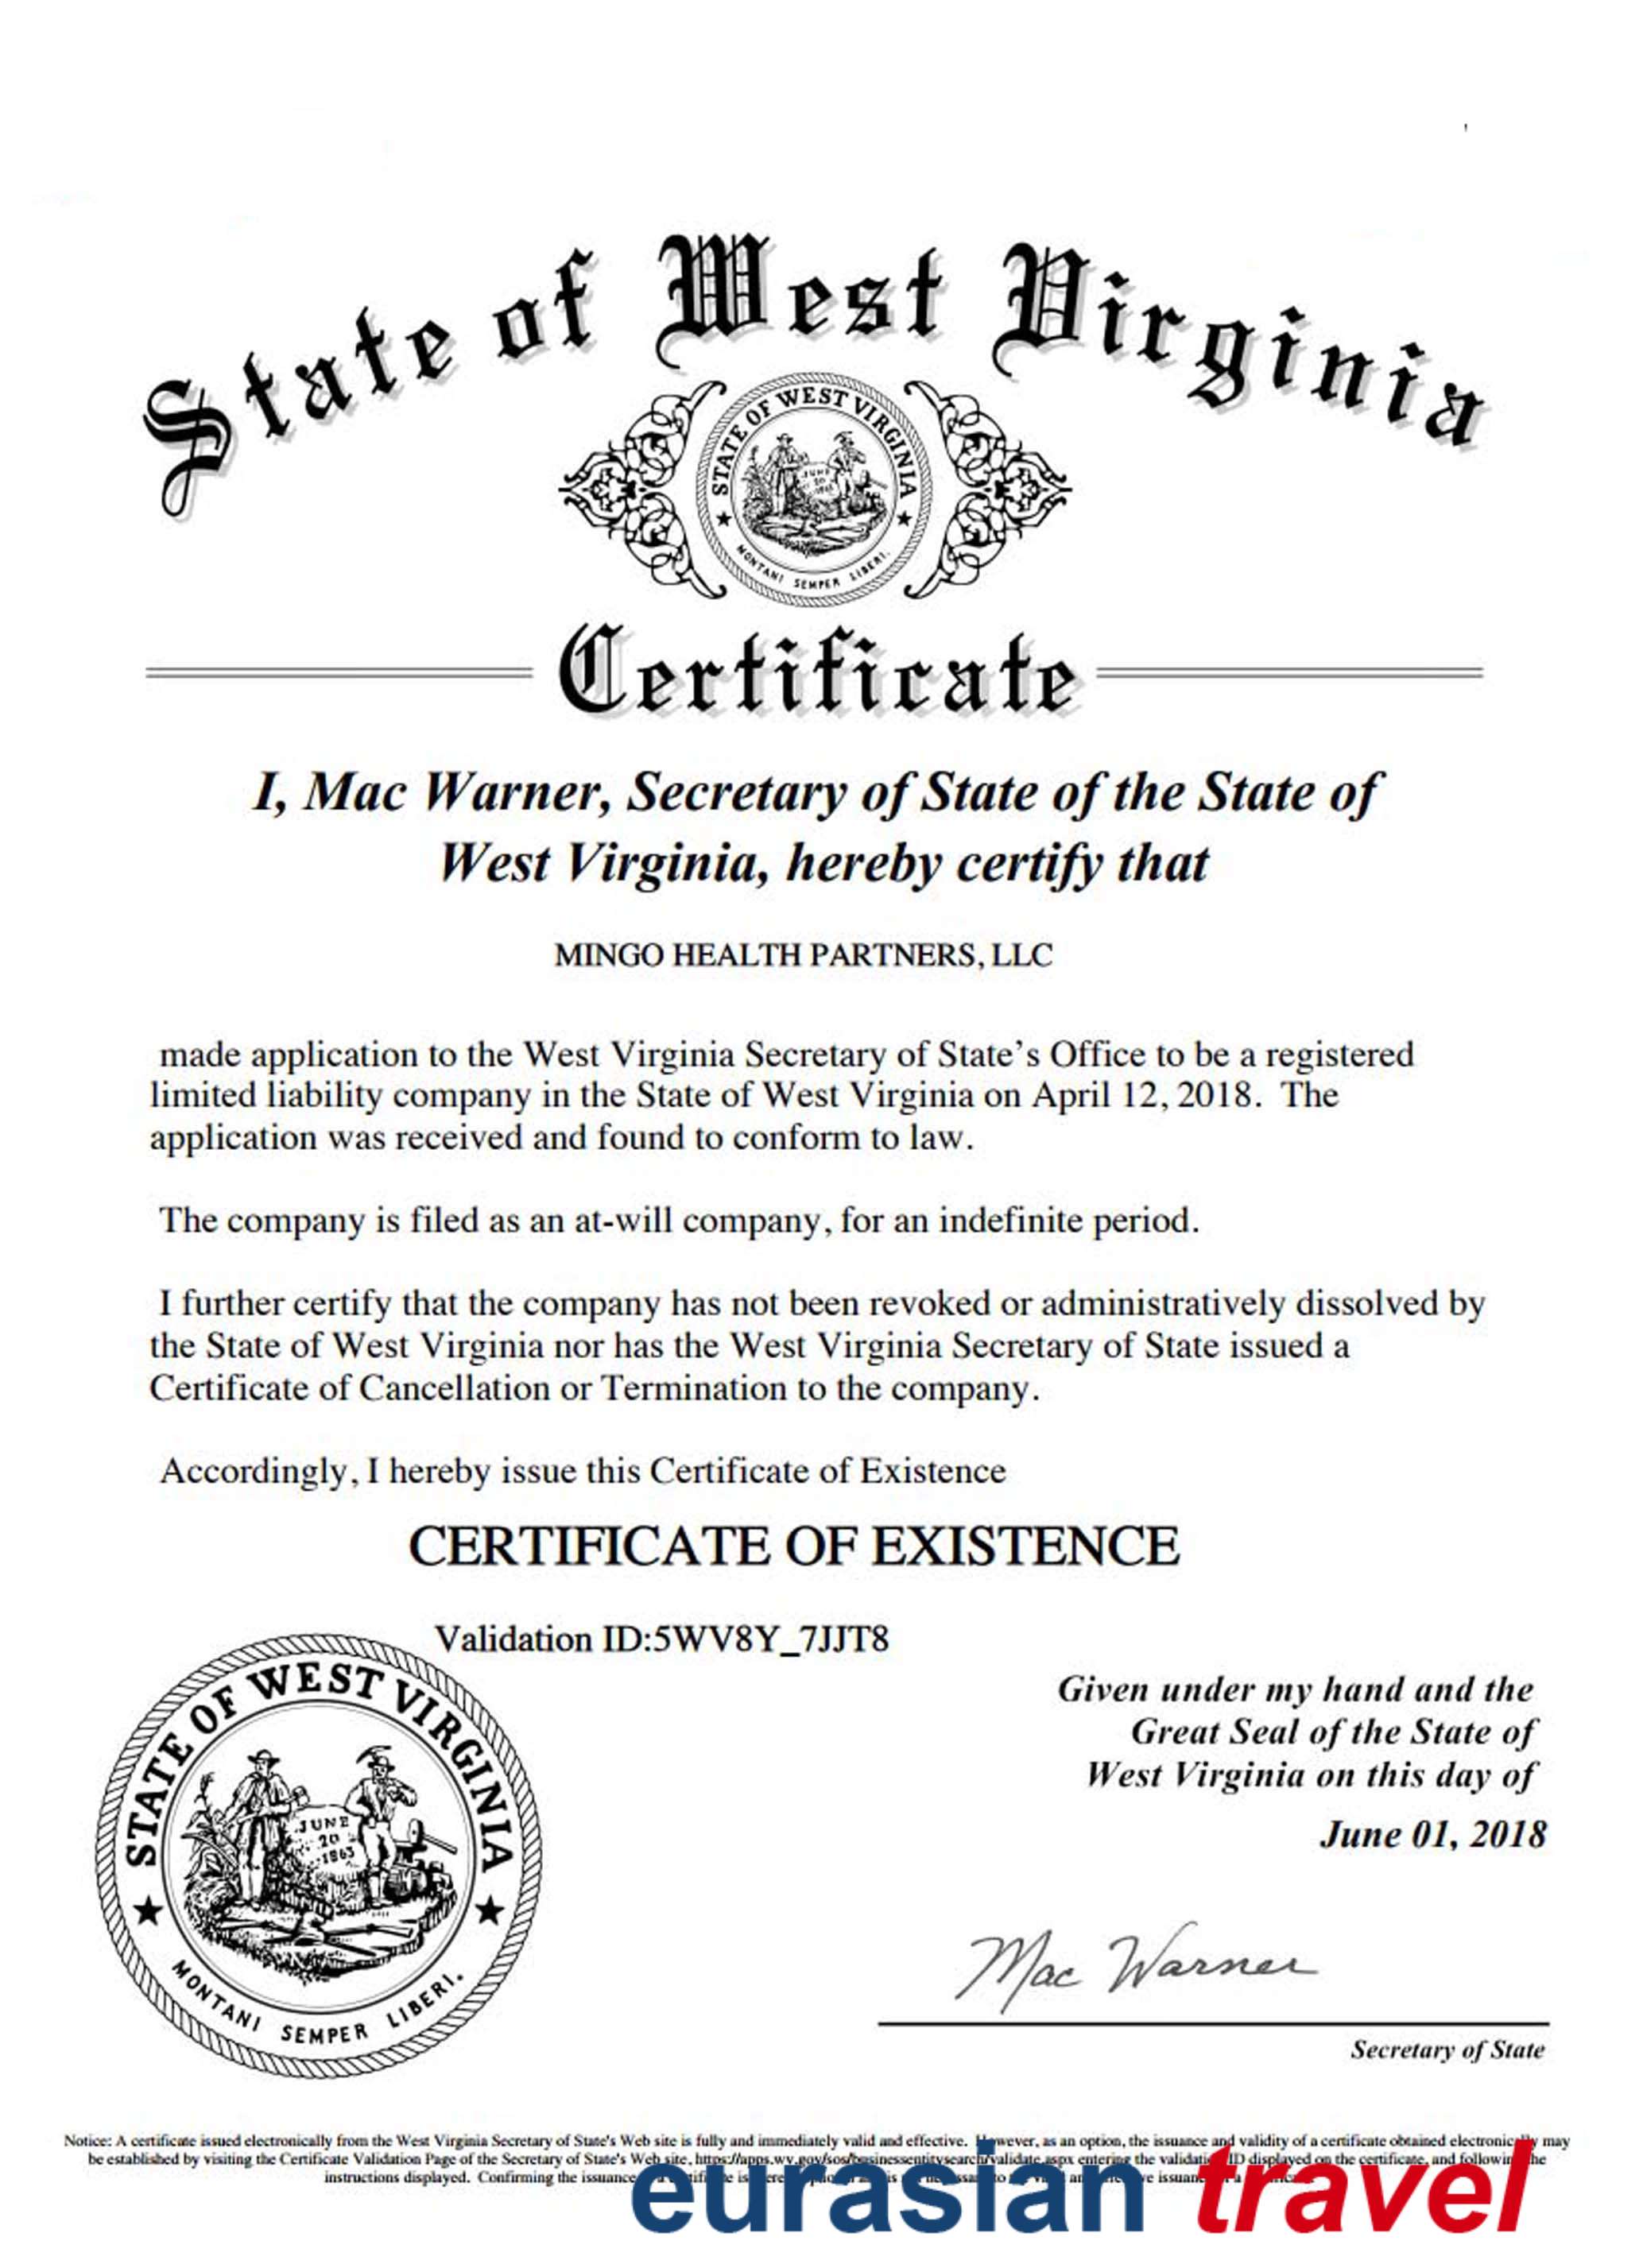 State of West Virginia
STATE OF WEST VIRGINIA
JUNE
20
1863
MONTANI SEMPER LIBERI.
Certificate
I, Mac Warner, Secretary of State of the State of
West Virginia, hereby certify that
MINGO HEALTH PARTNERS, LLC
made application to the West Virginia Secretary of State’s Office to be a registered
limited liability company in the State of West Virginia on April 12, 2018. The
application was received and found to conform to law.
The company is filed as an at-will company, for an indefinite period.
I further certify that the company has not been revoked or administratively dissolved by
the State of West Virginia nor has the West Virginia Secretary of State issued a
Certificate of Cancellation or Termination to the company.
Accordingly, I hereby issue this Certificate of Existence
CERTIFICATE OF EXISTENCE
Validation ID:5WV8Y_7JJT8
STATE OF WEST VIRGINIA
JUNE
20
1863
MONTANI SEMPER LIBERI.
Given under my hand and the
Great Seal of the State of
West Virginia on this day of
June 01, 2018
Mac Warner
Secretary of State
Notice: A certificate issued electronically from the West Virginia Secretary of State's Web site is fully and immediately valid and effective. However, as an option, the issuance and validity of a certificate obtained electronically may
be established by visiting the Certificate Validation Page of the Secretary of State's Web site, https://apps.wv.gov/sos/businessentitysearch/validate.aspx entering the validation ID displayed on the certificate, and following the
instructions displayed. Confirming the issuance
eurasian travel